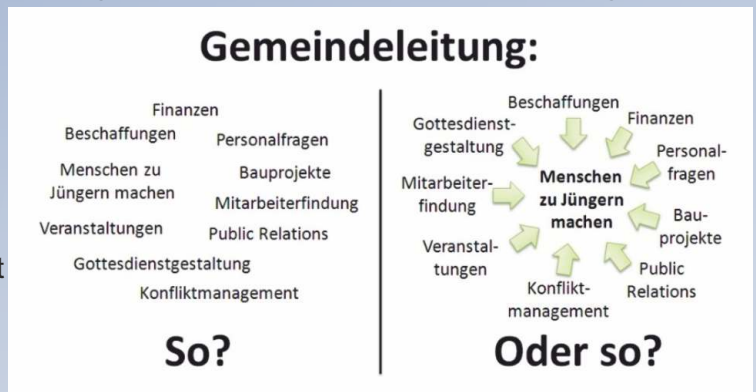 Gemeindeleitung:
Finanzen
Beschaffungen
Personalfragen
Menschen zu
Jüngern machen
Bauprojekte
Mitarbeiterfindung
Veranstaltungen
Public Relations
Gottesdienstgestaltung
Konfliktmanagement
So?
Beschaffungen
Gottesdienst-
gestaltung
Finanzen
Personal-
fragen
Mitarbeiter-
findung
Menschen
zu Jüngern
machen
Bau-
projekte
Veranstal-
tungen
Public
Relations
Konflikt-
management
Oder so?